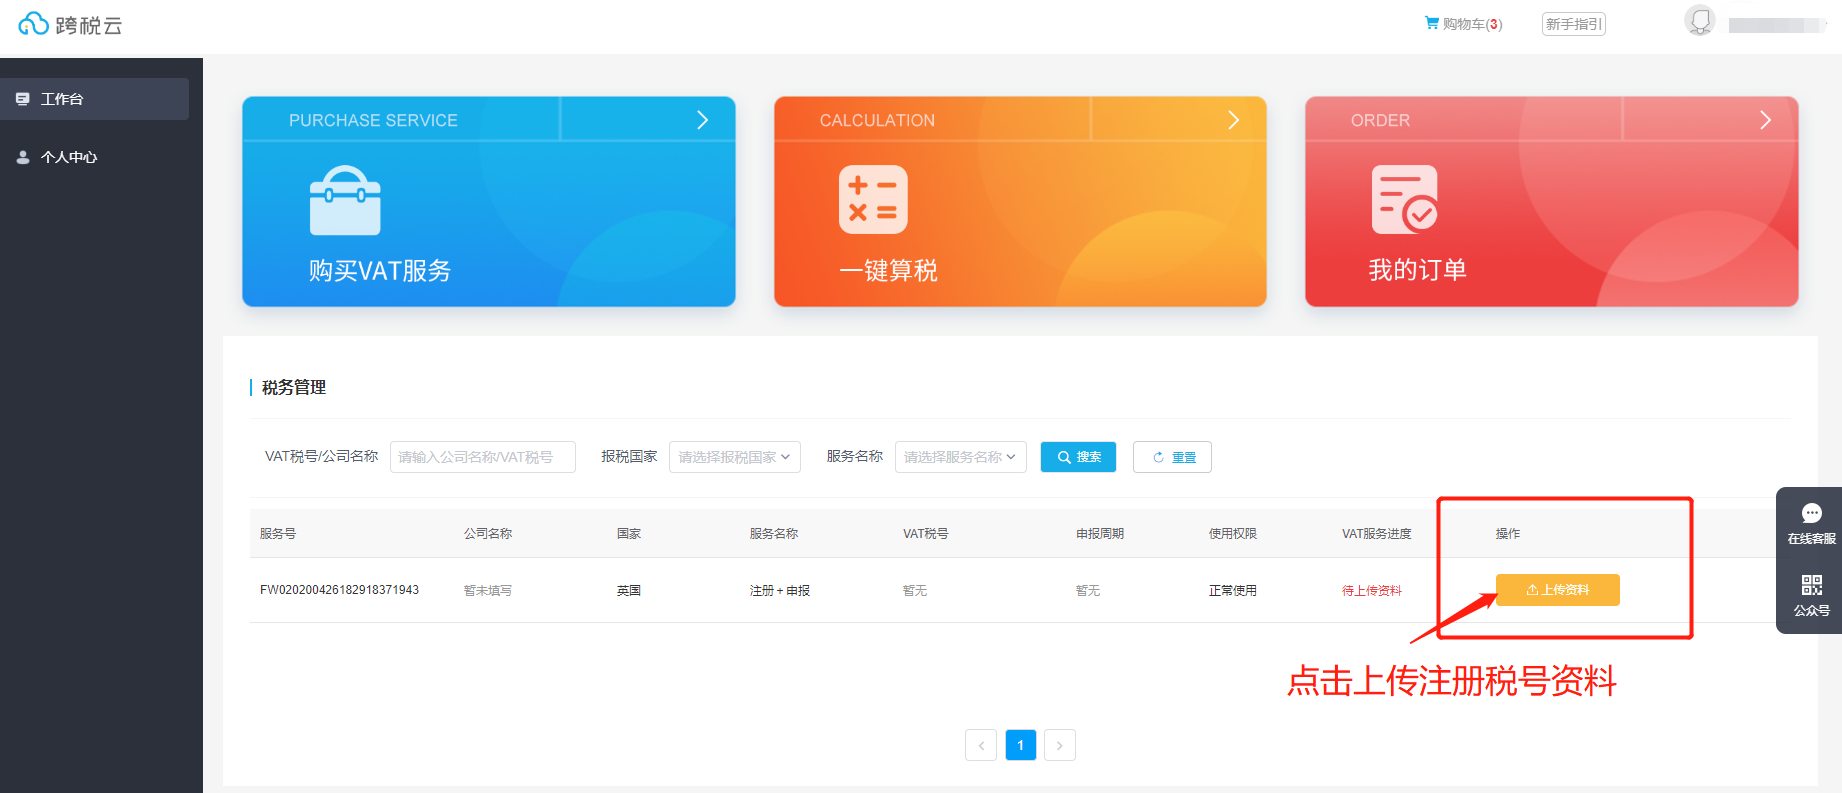 跨税云
购物车(3)
新手指引
工作台
个人中心
PURCHASE SERVICE
购买VAT服务
CALCULATION
一键算税
ORDER
我的订单
税务管理
VAT税号/公司名称 请输入公司名称/VAT税号 报税国家 请选择报税国家 服务名称 请选择服务名称 搜索 重置
服务号 公司名称 国家 服务名称 VAT税号 申报周期 使用权限 VAT服务进度 操作
FW020200426182918371943 暂未填写 英国 注册+申报 暂无 暂无 正常使用 待上传资料 上传资料
点击上传注册税号资料
在线客服
公众号
1